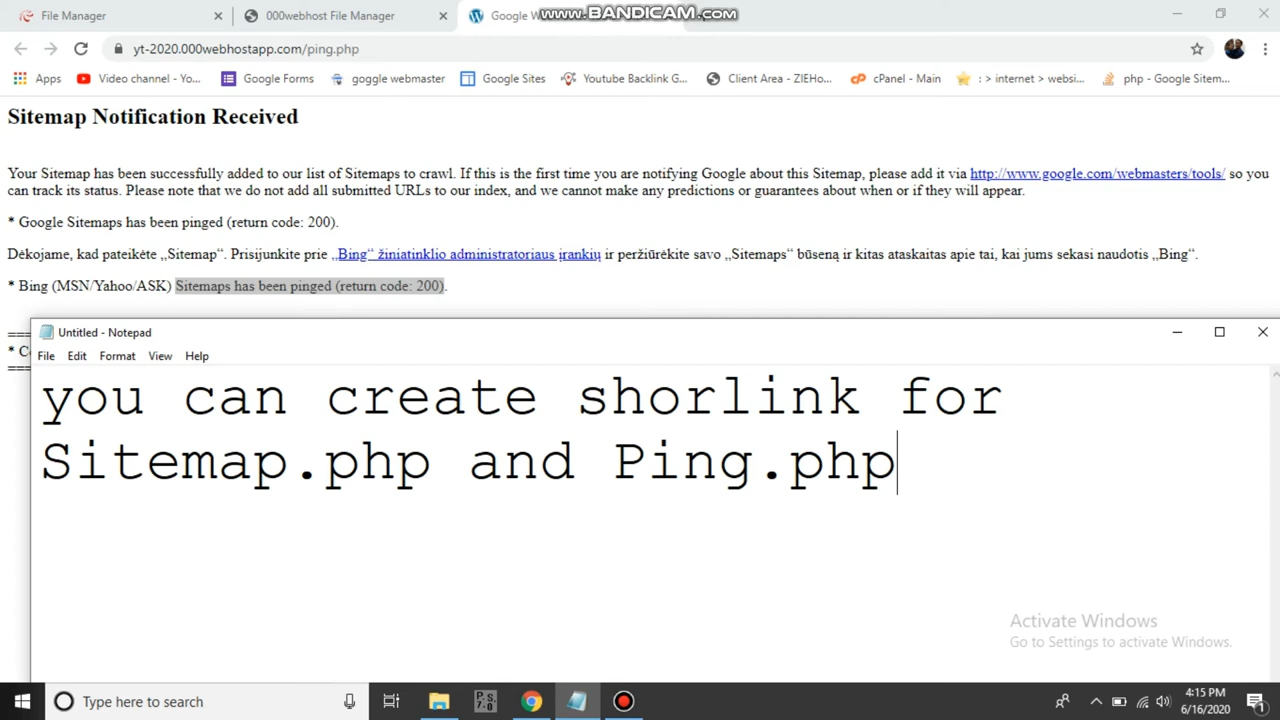 File Manager
000webhost File Manager
Google W
www.BANDICAM.com
yt-2020.000webhostapp.com/ping.php
Apps
Video channel - Yo...
Google Forms
goggle webmaster
Google Sites
Youtube Backlink G...
Client Area - ZIEHo...
cPanel - Main
: > internet > websi...
php - Google Sitem...
Sitemap Notification Received
Your Sitemap has been successfully added to our list of Sitemaps to crawl. If this is the first time you are notifying Google about this Sitemap, please add it via http://www.google.com/webmasters/tools/ so you
can track its status. Please note that we do not add all submitted URLs to our index, and we cannot make any predictions or guarantees about when or if they will appear.
* Google Sitemaps has been pinged (return code: 200).
Dėkojame, kad pateikėte „Sitemap“. Prisijunkite prie „Bing“ žiniatinklio administratoriaus įrankių ir peržiūrėkite savo „Sitemaps“ būseną ir kitas ataskaitas apie tai, kai jums sekasi naudotis „Bing“.
* Bing (MSN/Yahoo/ASK) Sitemaps has been pinged (return code: 200).
Untitled - Notepad
File Edit Format View Help
you can create shorlink for
Sitemap.php and Ping.php
Activate Windows
Go to Settings to activate Windows.
Type here to search
4:15 PM
6/16/2020